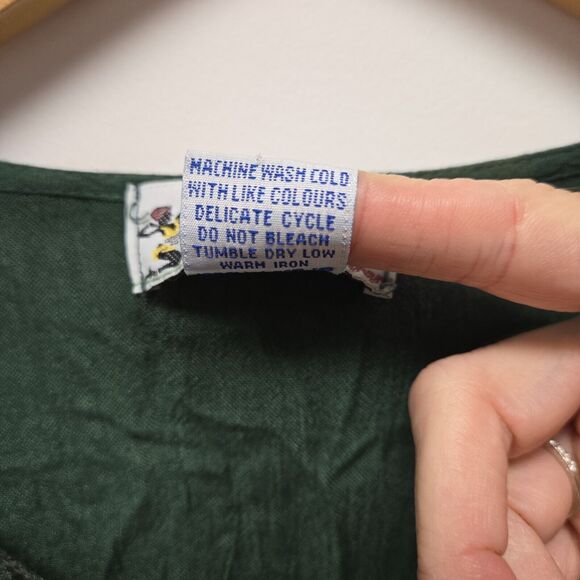 MACHINE WASH COLD
WITH LIKE COLOURS
DELICATE CYCLE
DO NOT BLEACH
TUMBLE DRY LOW
WARM IRON